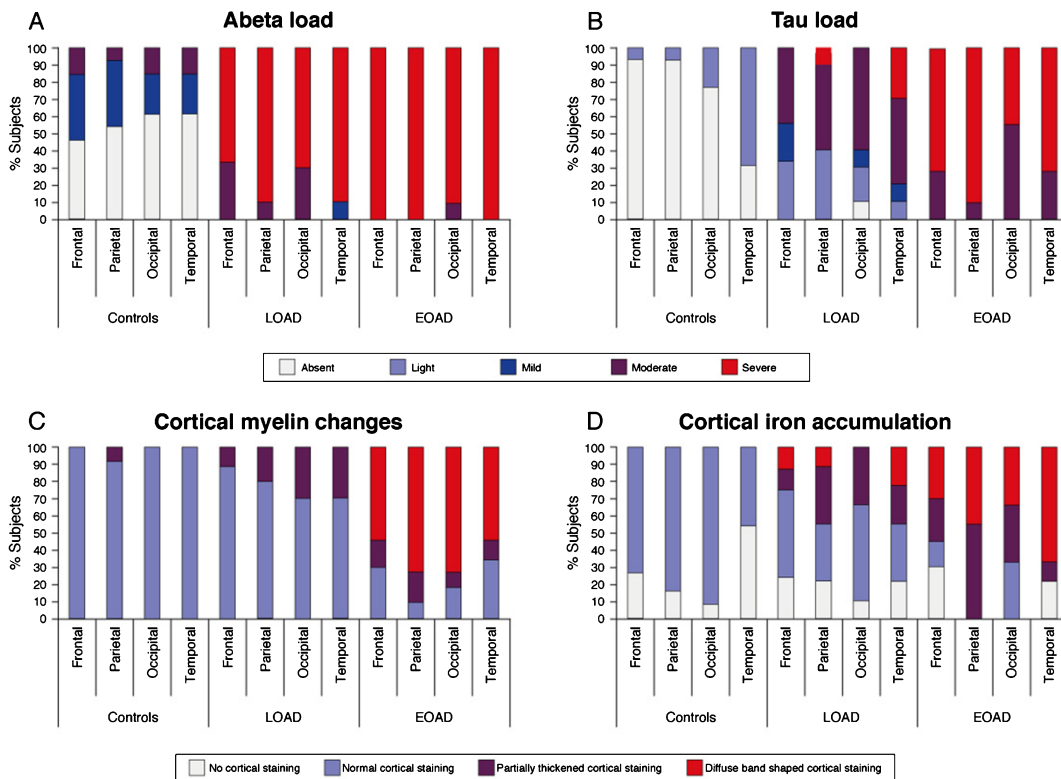 A
Abeta load
% Subjects
100
90
80
70
60
50
40
30
20
10
0
Frontal
Parietal
Occipital
Temporal
Frontal
Parietal
Occipital
Temporal
Frontal
Parietal
Occipital
Temporal
Controls
LOAD
EOAD
B
Tau load
% Subjects
100
90
80
70
60
50
40
30
20
10
0
Frontal
Parietal
Occipital
Temporal
Frontal
Parietal
Occipital
Temporal
Frontal
Parietal
Occipital
Temporal
Controls
LOAD
EOAD
Absent
Light
Mild
Moderate
Severe
C
Cortical myelin changes
% Subjects
100
90
80
70
60
50
40
30
20
10
0
Frontal
Parietal
Occipital
Temporal
Frontal
Parietal
Occipital
Temporal
Frontal
Parietal
Occipital
Temporal
Controls
LOAD
EOAD
D
Cortical iron accumulation
% Subjects
100
90
80
70
60
50
40
30
20
10
0
Frontal
Parietal
Occipital
Temporal
Frontal
Parietal
Occipital
Temporal
Frontal
Parietal
Occipital
Temporal
Controls
LOAD
EOAD
No cortical staining
Normal cortical staining
Partially thickened cortical staining
Diffuse band shaped cortical staining